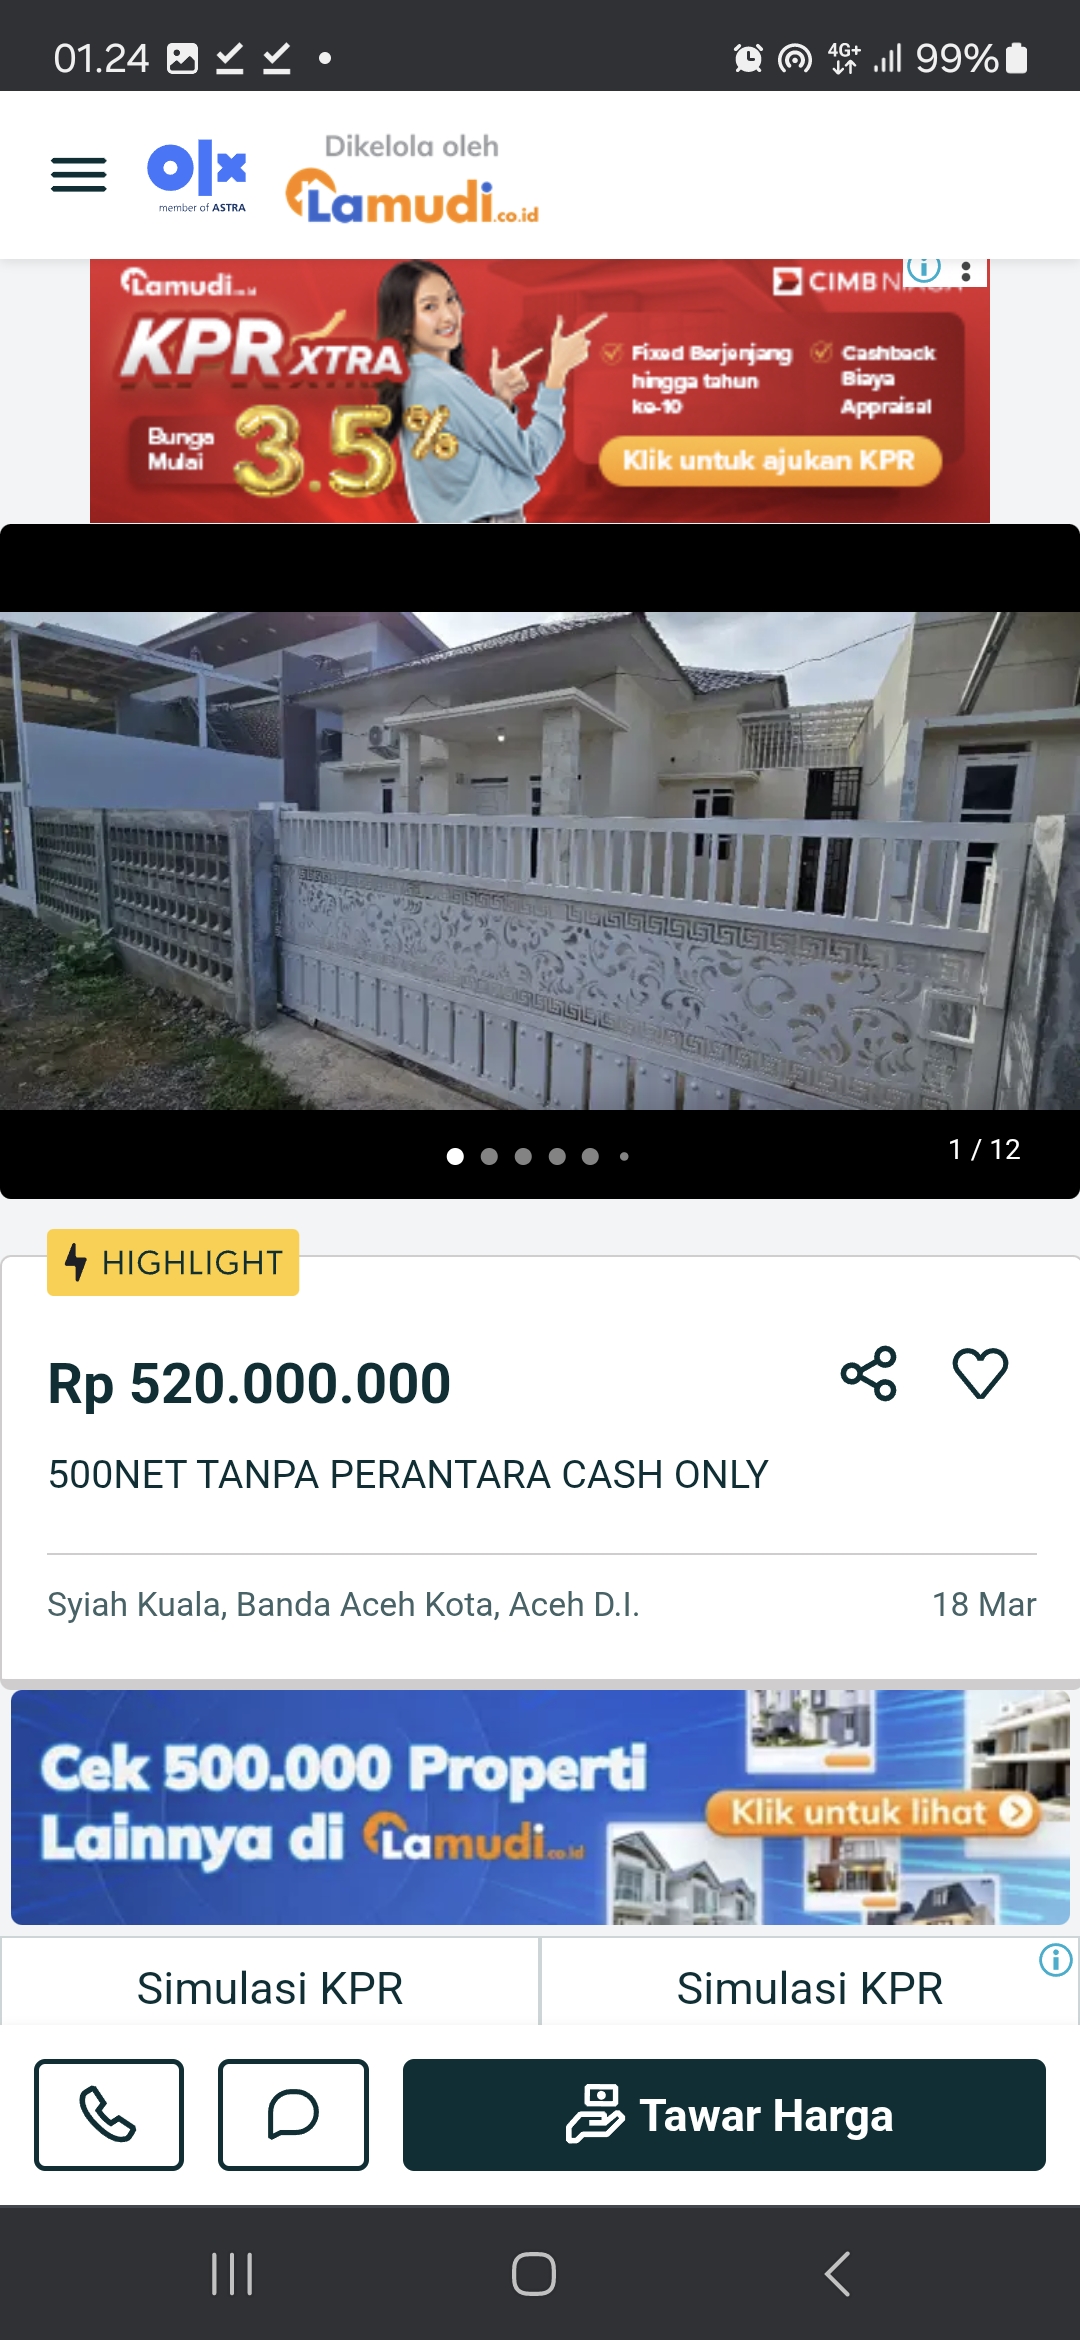 01.24
4G+
99%
olx
member of ASTRA
Dikelola oleh
Lamudi.co.id
Lamudi
CIMB
KPR XTRA
Bunga
Mulai
3.5%
Fixed Berjenjang
hingga tahun
ke-10
Cashback
Biaya
Appraisal
Klik untuk ajukan KPR
1 / 12
HIGHLIGHT
Rp 520.000.000
500NET TANPA PERANTARA CASH ONLY
Syiah Kuala, Banda Aceh Kota, Aceh D.I.
18 Mar
Cek 500.000 Properti
Lainnya di Lamudi.co.id
Klik untuk lihat
Simulasi KPR
Simulasi KPR
Tawar Harga